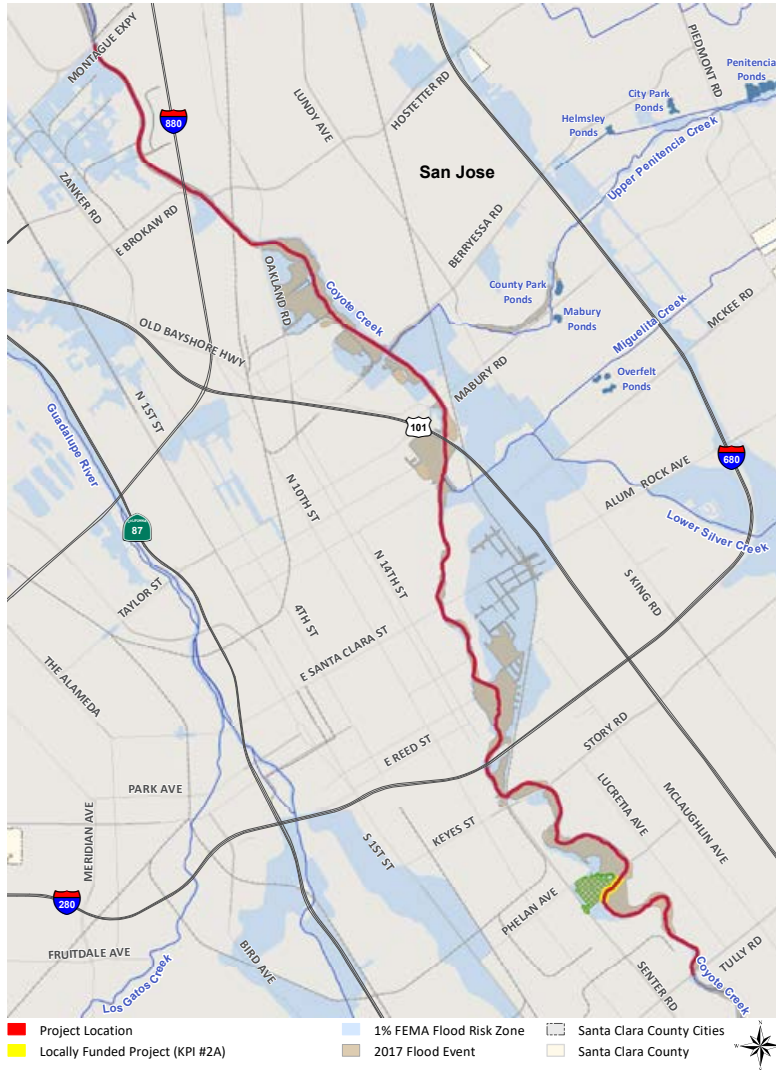 MONTAGUE EXPY
PIEDMONT RD
Penitencia
Ponds
City Park
Ponds
Helmsley
Ponds
880
LUNDY AVE
HOSTETTER RD
Upper Penitencia Creek
San Jose
ZANKER RD
E BROKAW RD
BERRYESSA RD
OAKLAND RD
Coyote Creek
County Park
Ponds
Mabury
Ponds
Miguelita Creek
MCKEE RD
OLD BAYSHORE HWY
MABURY RD
Overfelt
Ponds
N 1ST ST
Guadalupe River
101
680
ALUM ROCK AVE
N 10TH ST
Lower Silver Creek
CALIFORNIA
87
N 14TH ST
TAYLOR ST
S KING RD
4TH ST
E SANTA CLARA ST
THE ALAMEDA
STORY RD
E REED ST
PARK AVE
LUCRETIA AVE
MCLAUGHLIN AVE
MERIDIAN AVE
KEYES ST
S 1ST ST
280
PHELAN AVE
FRUITDALE AVE
BIRD AVE
TULLY RD
SENTER RD
Los Gatos Creek
Coyote Creek
Project Location
1% FEMA Flood Risk Zone
Santa Clara County Cities
Locally Funded Project (KPI #2A)
2017 Flood Event
Santa Clara County